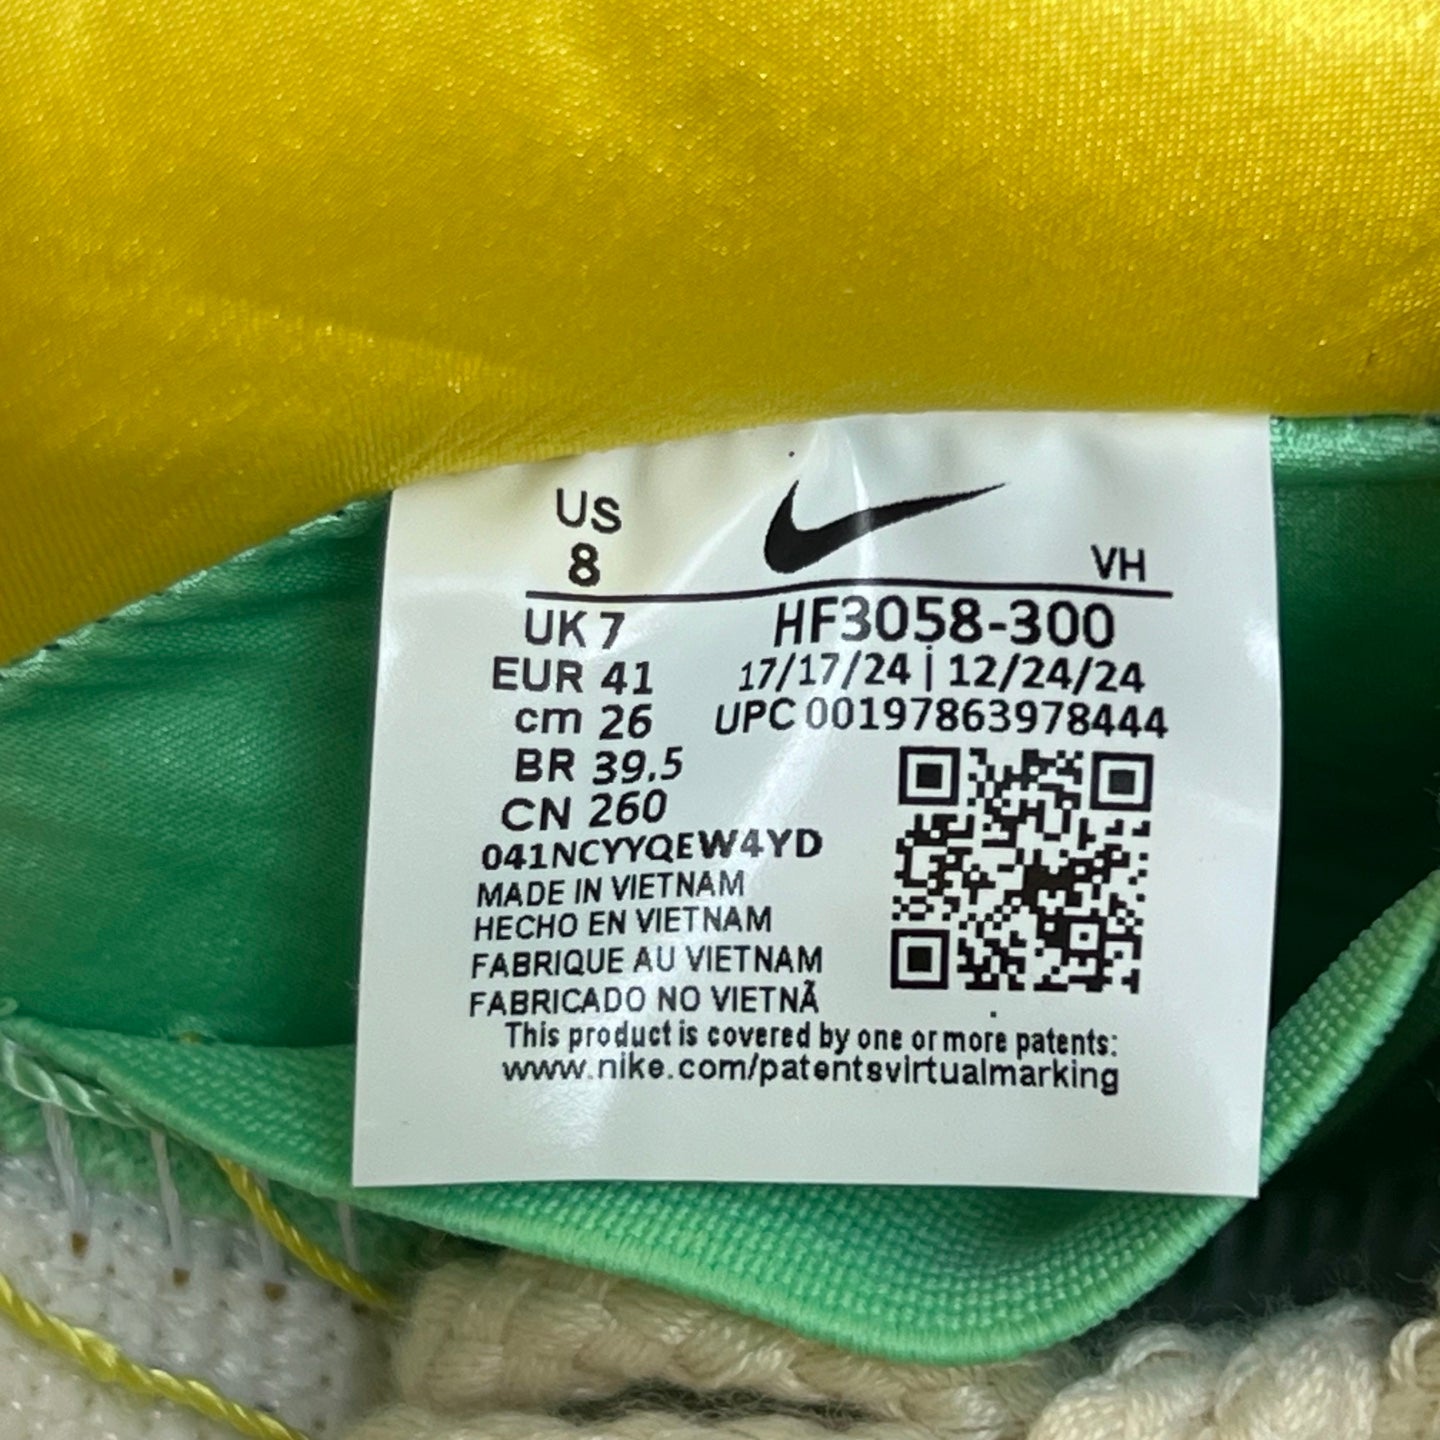 US
8
VH
UK 7
HF3058-300
EUR 41
17/17/24 | 12/24/24
cm 26
UPC 00197863978444
BR 39.5
CN 260
041NCYYQEW4YD
MADE IN VIETNAM
HECHO EN VIETNAM
FABRIQUE AU VIETNAM
FABRICADO NO VIETNÃ
This product is covered by one or more patents:
www.nike.com/patentsvirtualmarking